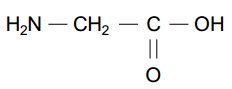 H₂N — CH₂ — C — OH
O